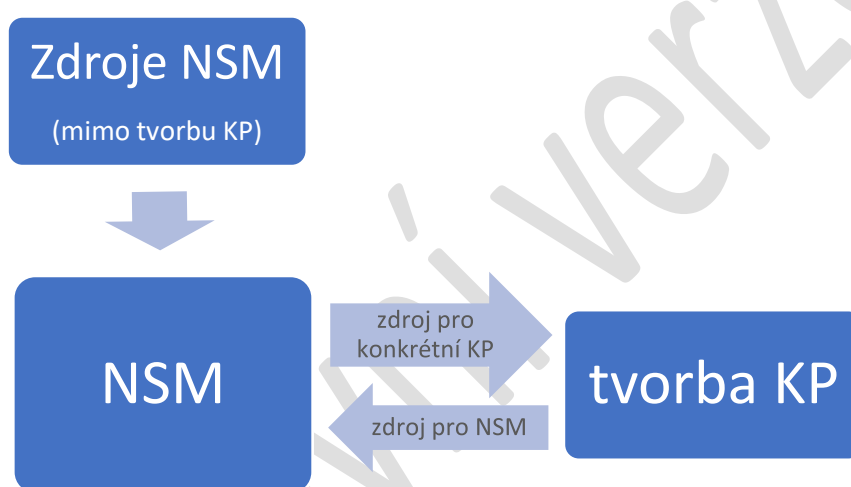 Zdroje NSM
(mimo tvorbu KP)
NSM
zdroj pro
konkrétní KP
zdroj pro NSM
tvorba KP